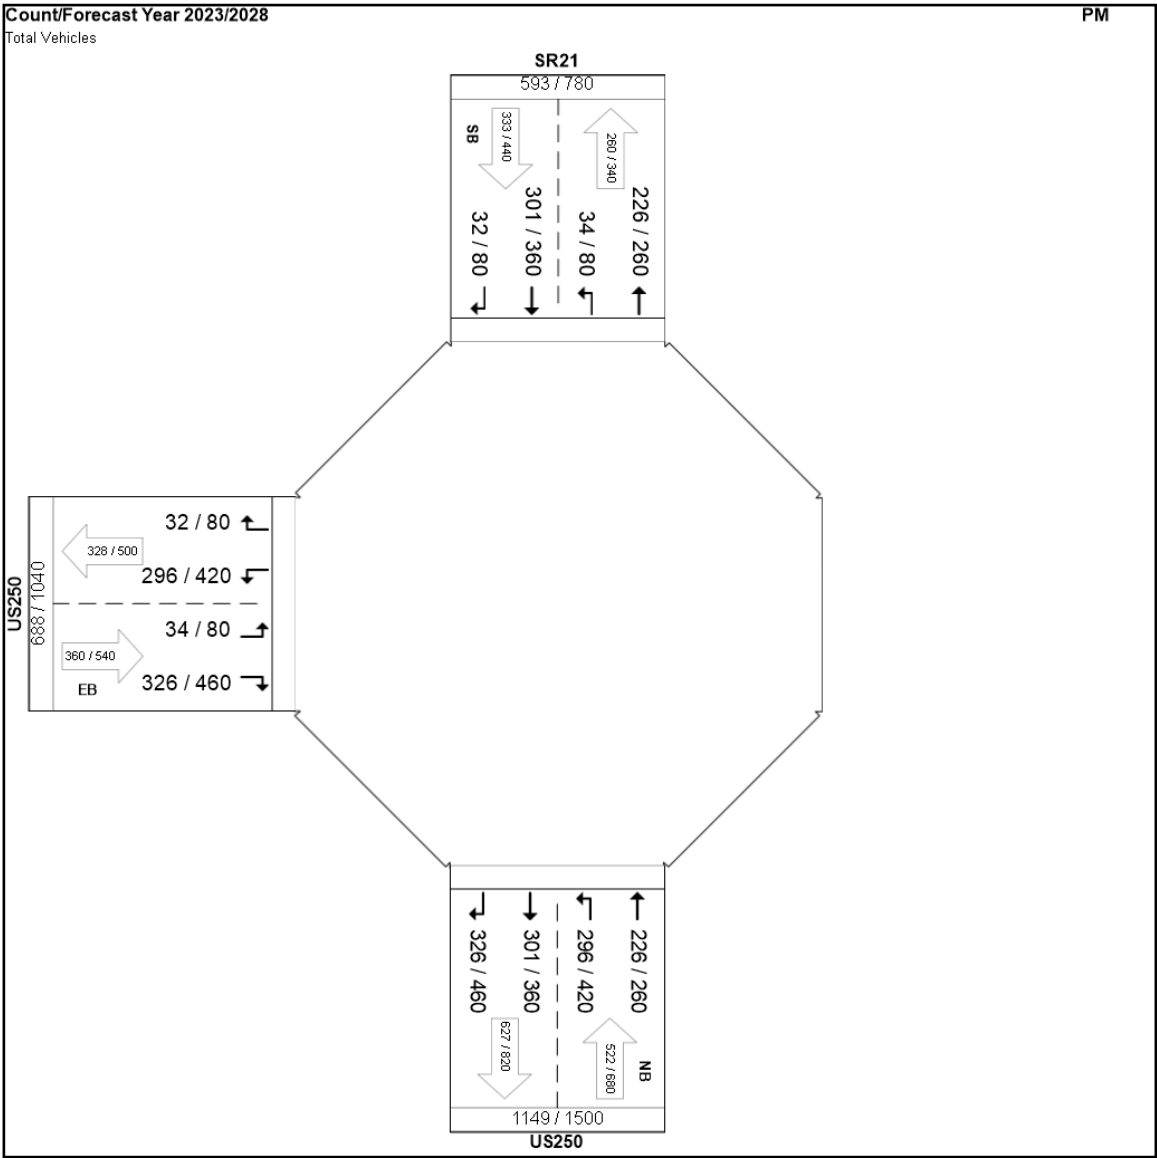 Count/Forecast Year 2023/2028
PM
Total Vehicles
SR21
593 / 780
SB
333 / 440
260 / 340
32 / 80
301 / 360
34 / 80
226 / 260
US250
688 / 1040
328 / 500
32 / 80
296 / 420
34 / 80
360 / 540
EB
326 / 460
326 / 460
301 / 360
296 / 420
226 / 260
627 / 820
522 / 680
NB
1149 / 1500
US250